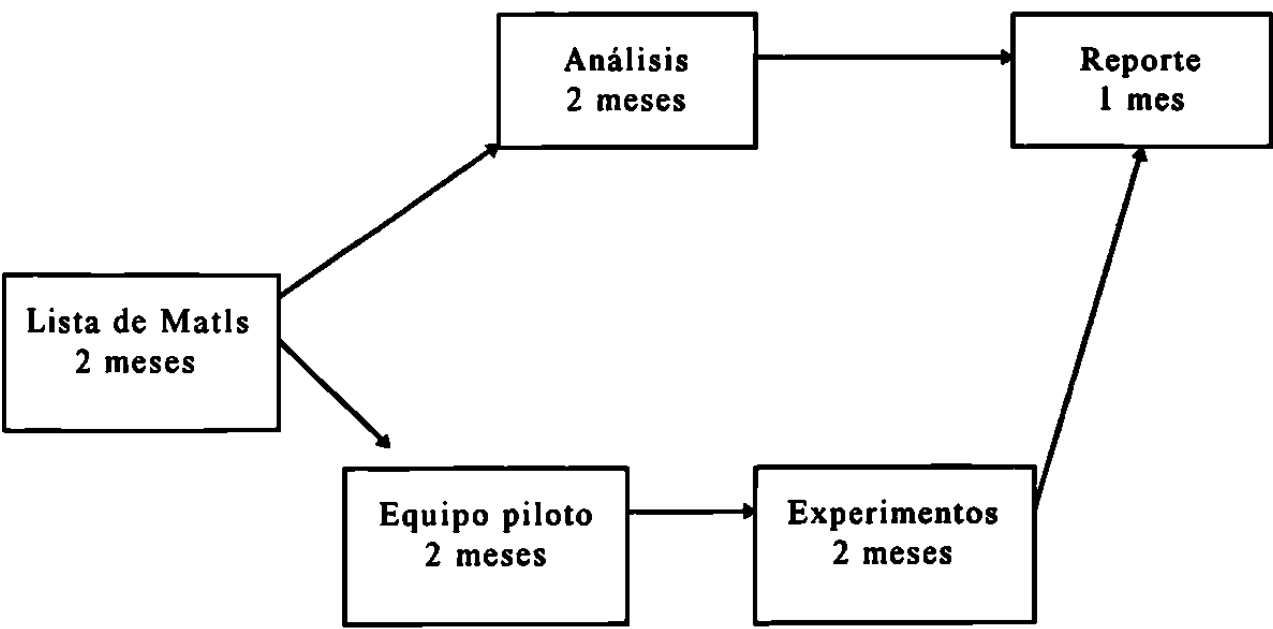 Análisis
2 meses
Reporte
1 mes
Lista de Matls
2 meses
Equipo piloto
2 meses
Experimentos
2 meses